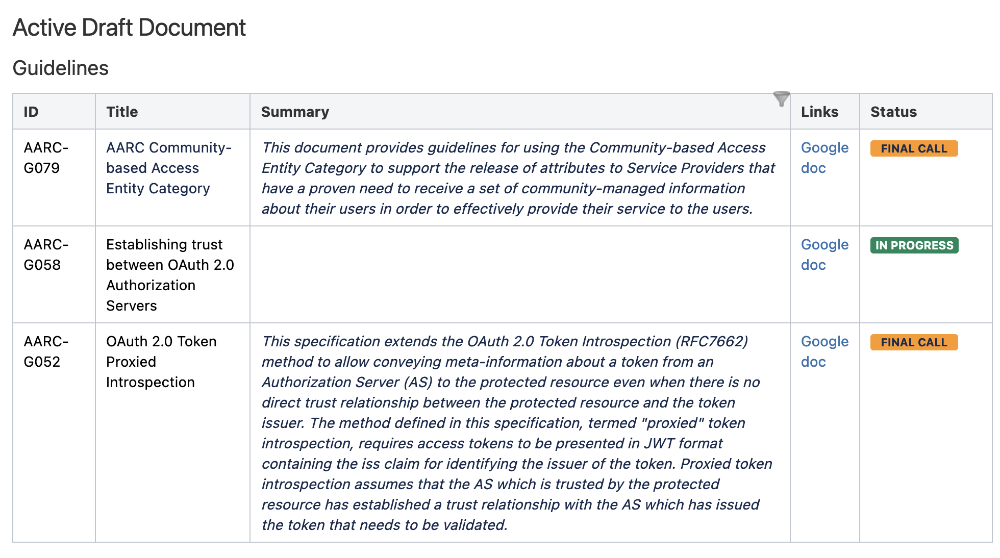 Active Draft Document
Guidelines
ID
Title
Summary
Links
Status
AARC-
G079
AARC Community-
based Access
Entity Category
This document provides guidelines for using the Community-based Access
Entity Category to support the release of attributes to Service Providers that
have a proven need to receive a set of community-managed information
about their users in order to effectively provide their service to the users.
Google
doc
FINAL CALL
AARC-
G058
Establishing trust
between OAuth 2.0
Authorization
Servers
Google
doc
IN PROGRESS
AARC-
G052
OAuth 2.0 Token
Proxied
Introspection
This specification extends the OAuth 2.0 Token Introspection (RFC7662)
method to allow conveying meta-information about a token from an
Authorization Server (AS) to the protected resource even when there is no
direct trust relationship between the protected resource and the token
issuer. The method defined in this specification, termed "proxied" token
introspection, requires access tokens to be presented in JWT format
containing the iss claim for identifying the issuer of the token. Proxied token
introspection assumes that the AS which is trusted by the protected
resource has established a trust relationship with the AS which has issued
the token that needs to be validated.
Google
doc
FINAL CALL